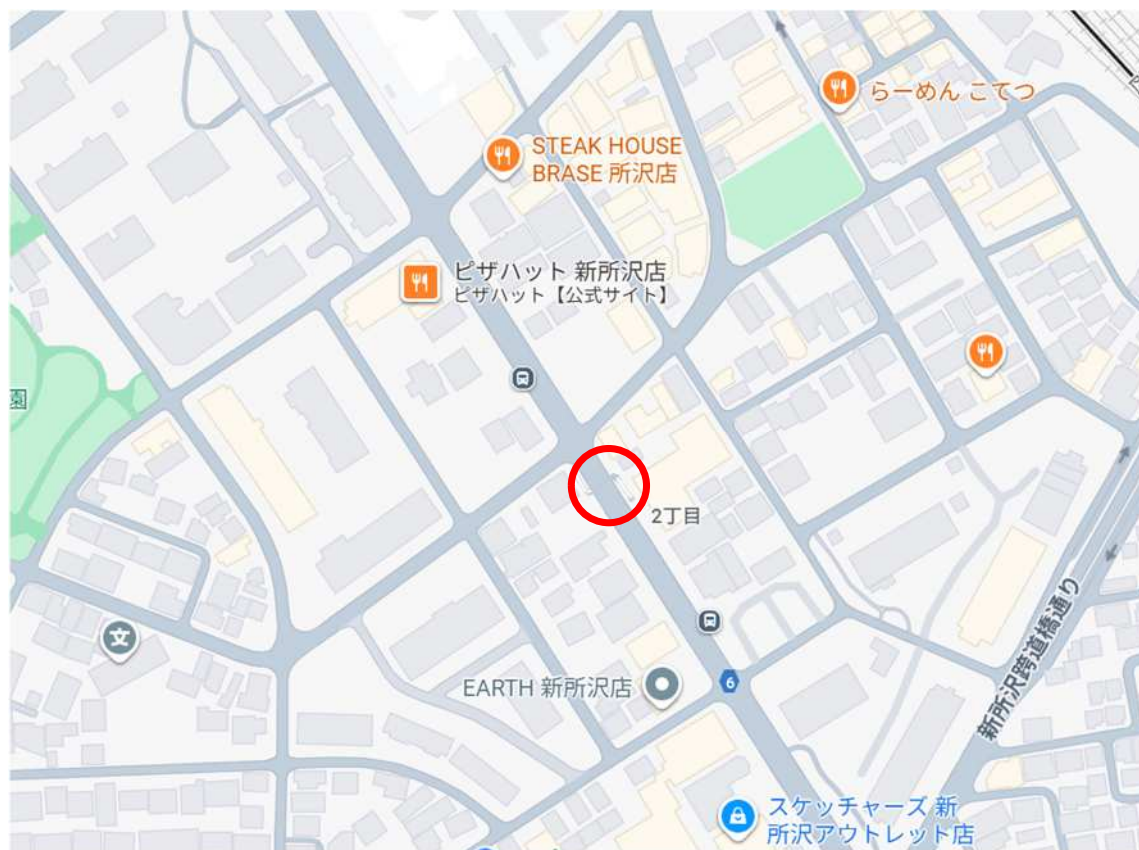 らーめん こてつ
STEAK HOUSE
BRASE 所沢店
ピザハット 新所沢店
ピザハット【公式サイト】
園
2丁目
文
新所沢跨道橋通り
EARTH 新所沢店
6
スケッチャーズ 新
所沢アウトレット店